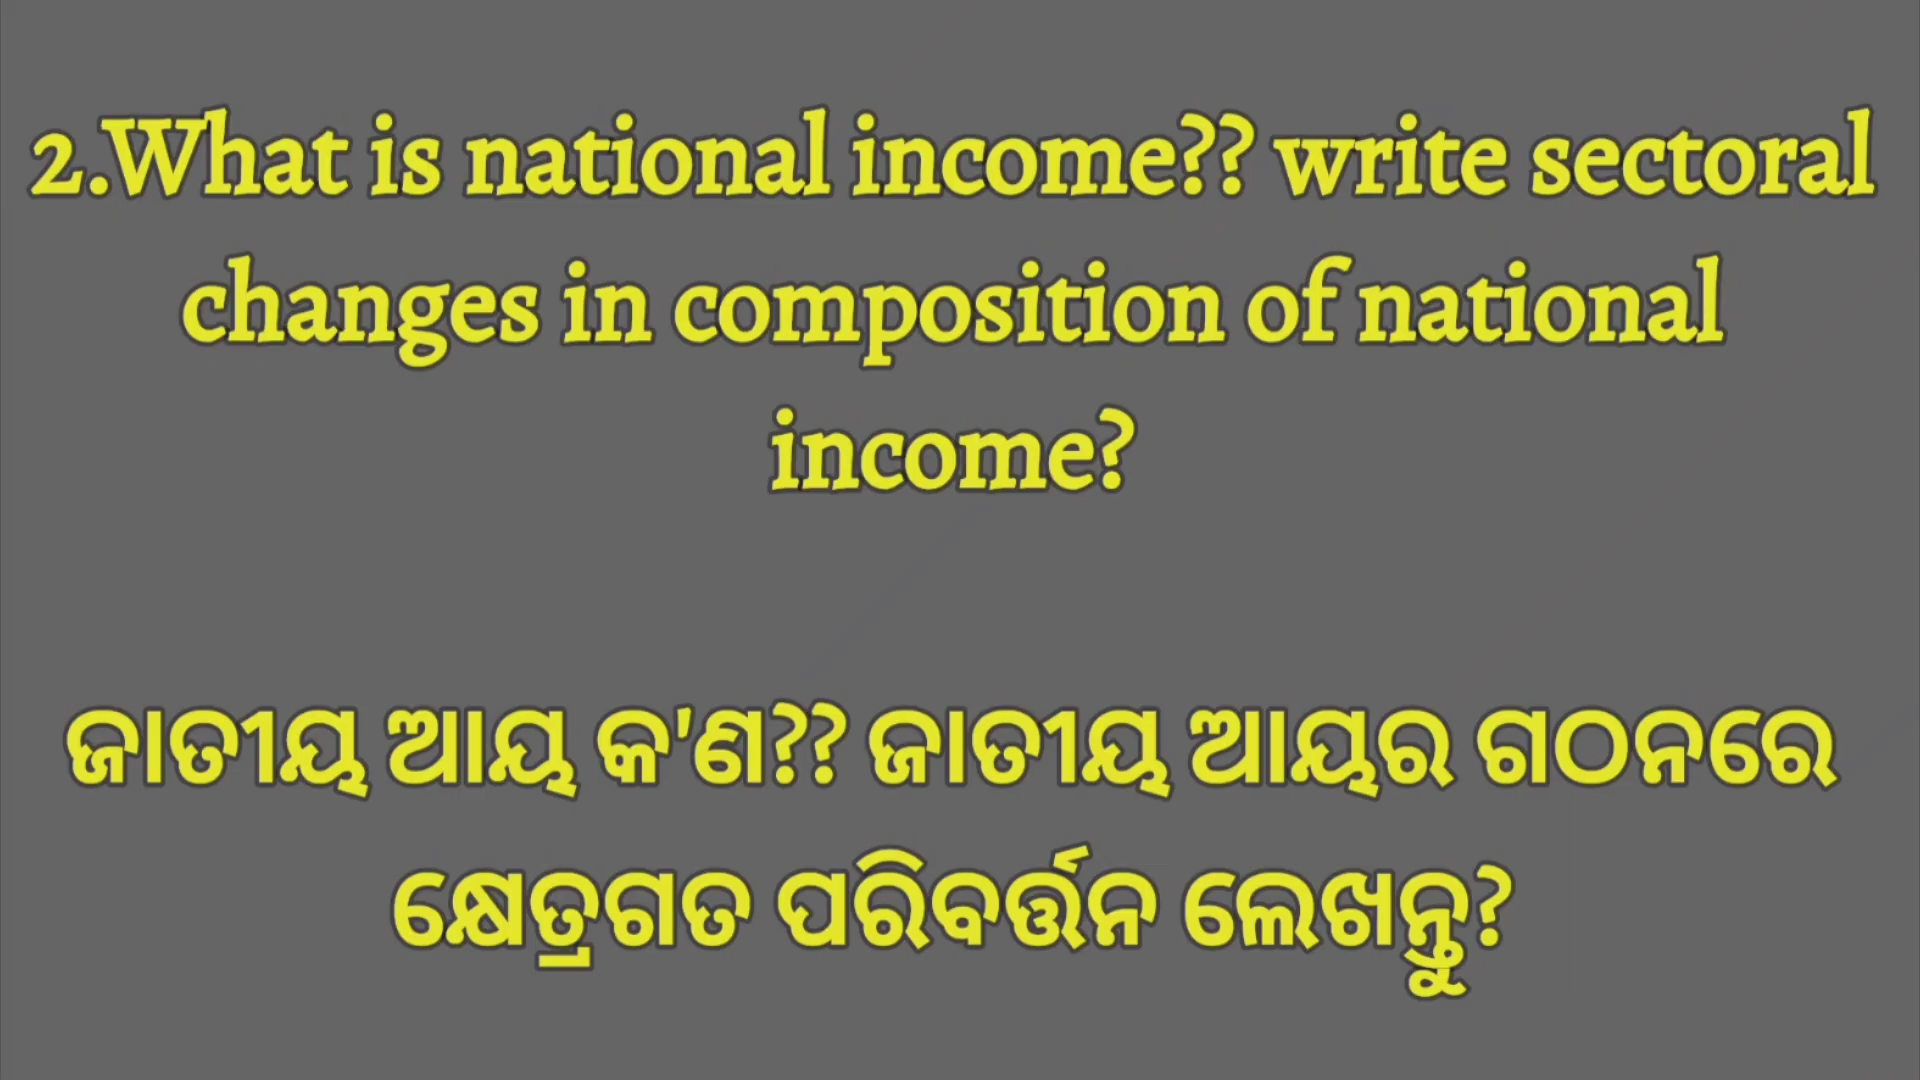 2.What is national income?? write sectoral
changes in composition of national
income?
ଜାତୀୟ ଆୟ କ'ଣ?? ଜାତୀୟ ଆୟର ଗଠନରେ
କ୍ଷେତ୍ରଗତ ପରିବର୍ତ୍ତନ ଲେଖନ୍ତୁ?